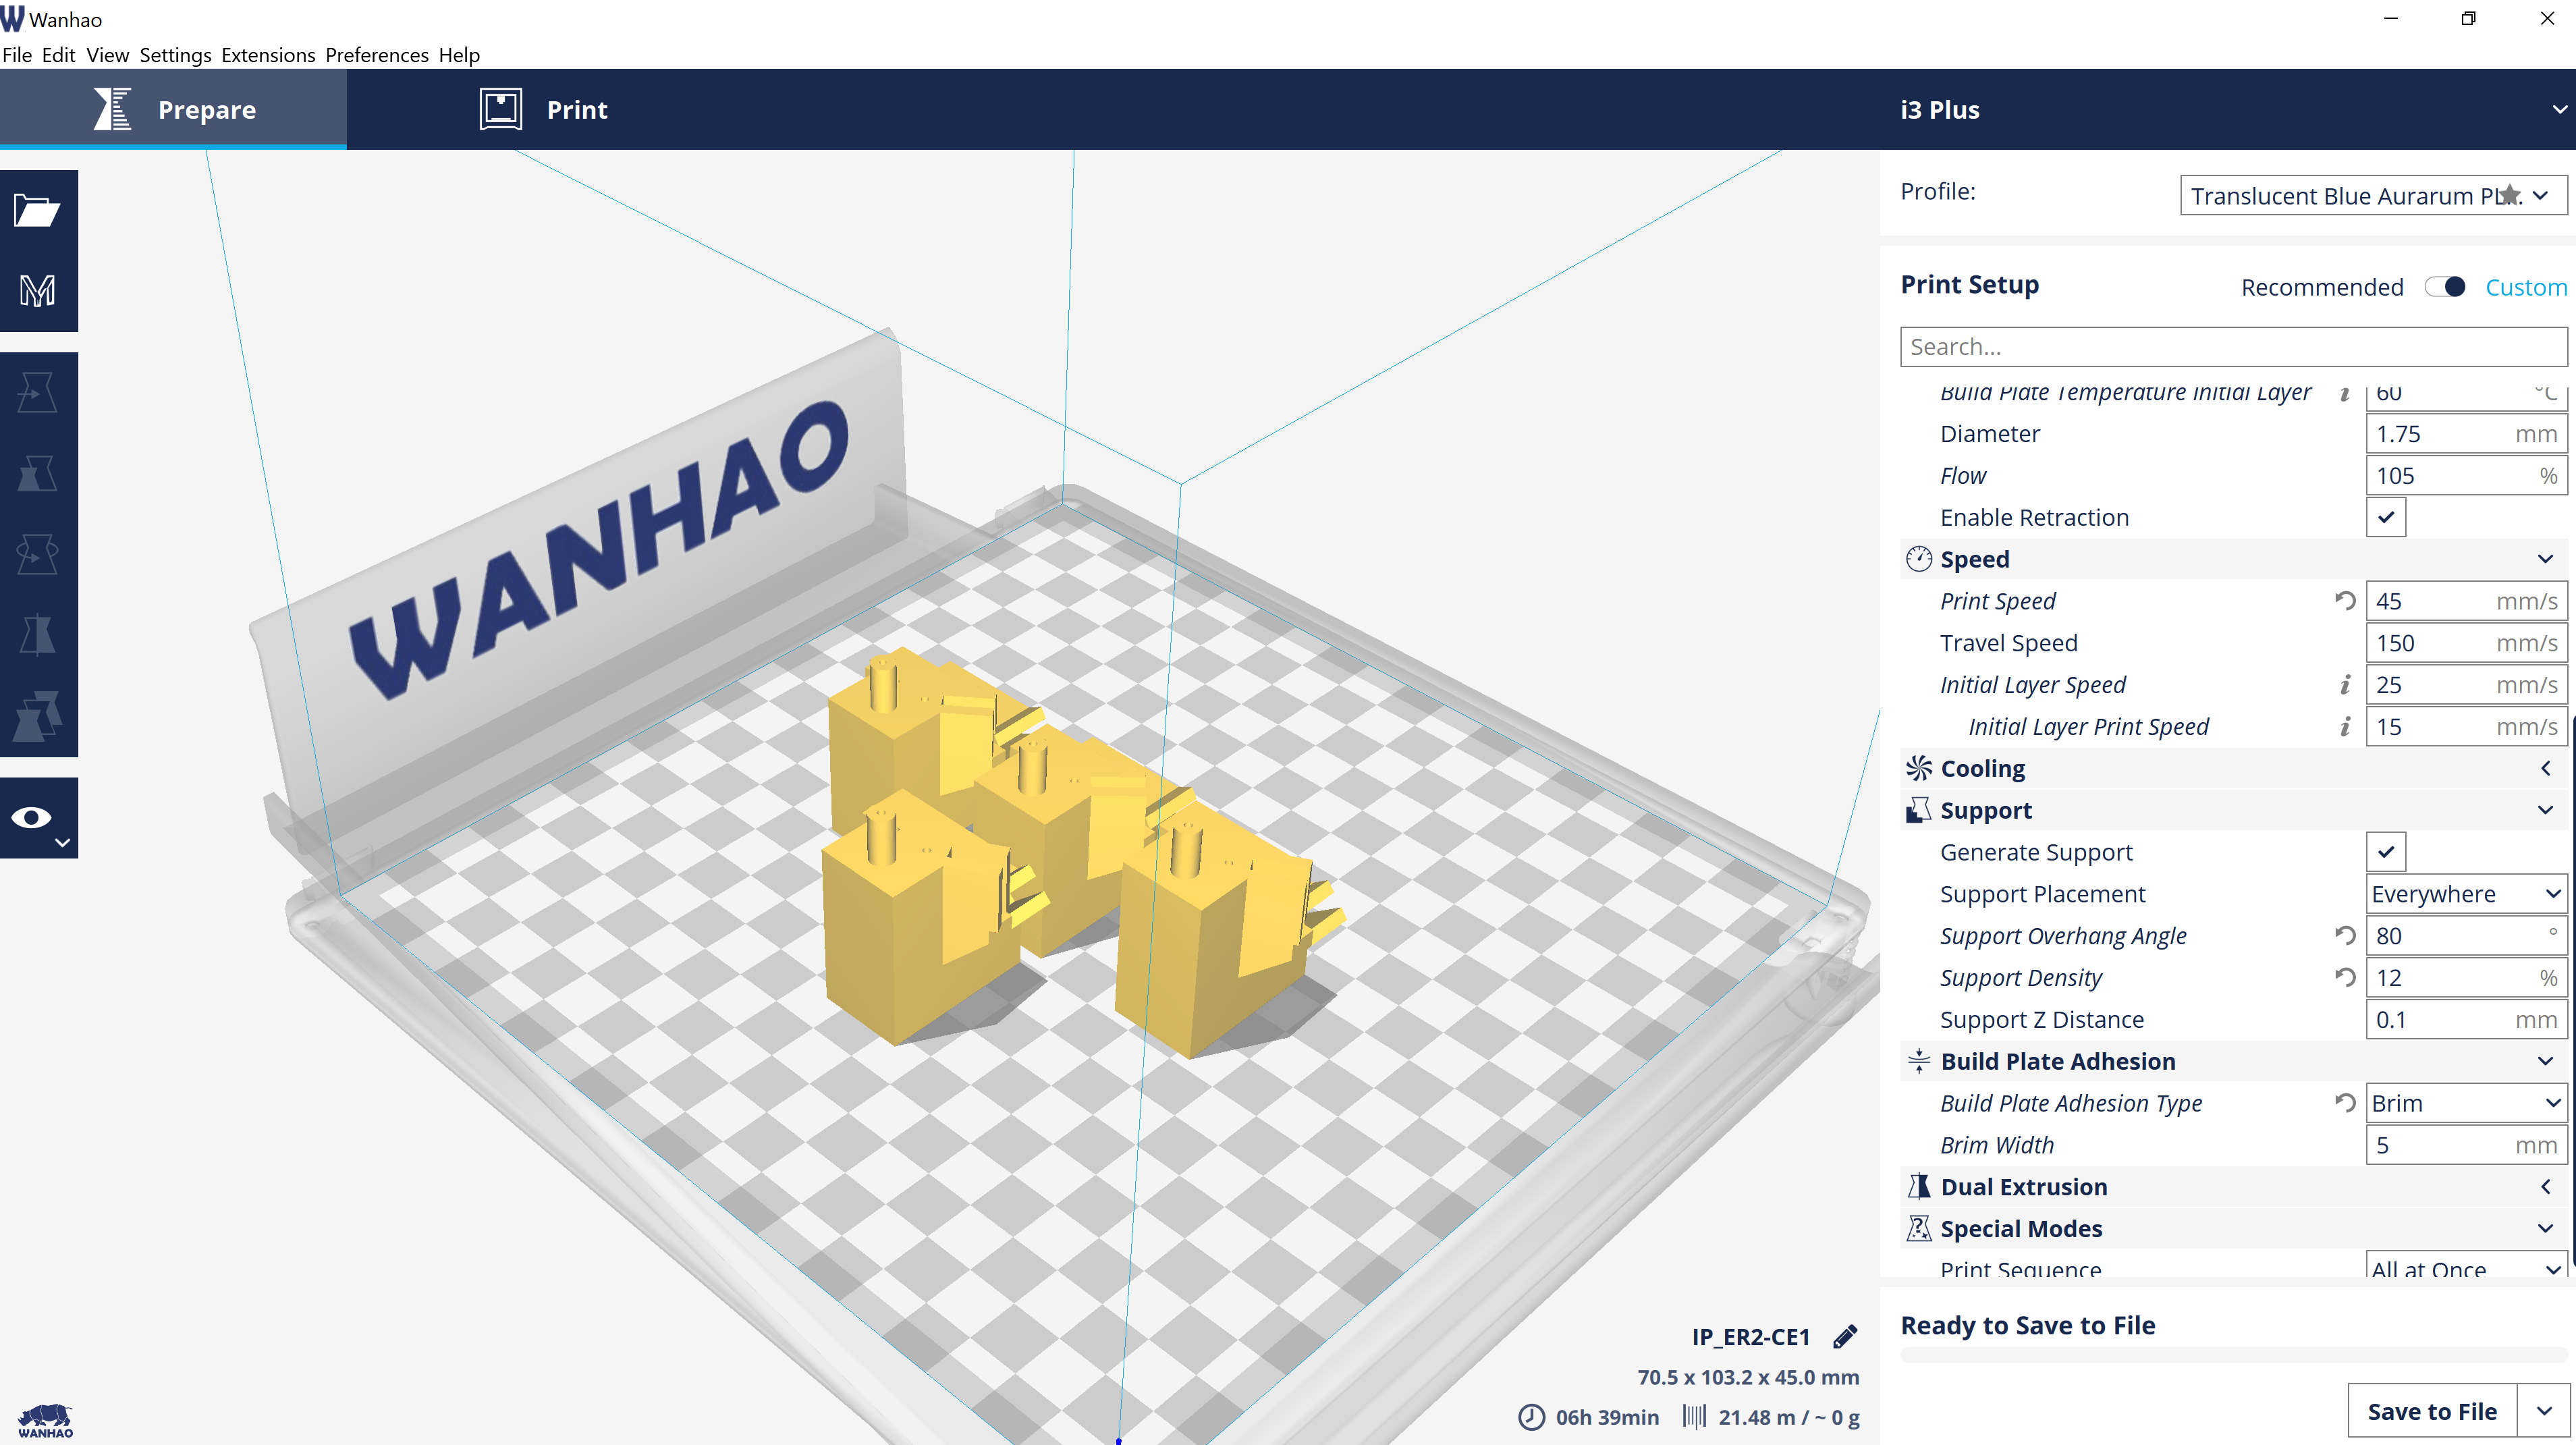 Wanhao
File Edit View Settings Extensions Preferences Help
Prepare Print i3 Plus
Profile: Translucent Blue Aurarum
Print Setup Recommended Custom
Search...
Build Plate Temperature Initial Layer i 60 °C
Diameter 1.75 mm
Flow 105 %
Enable Retraction
Speed
Print Speed 45 mm/s
Travel Speed 150 mm/s
Initial Layer Speed i 25 mm/s
Initial Layer Print Speed i 15 mm/s
Cooling
Support
Generate Support
Support Placement Everywhere
Support Overhang Angle 80 °
Support Density 12 %
Support Z Distance 0.1 mm
Build Plate Adhesion
Build Plate Adhesion Type Brim
Brim Width 5 mm
Dual Extrusion
Special Modes
Print Sequence All at Once
WANHAO
IP_ER2-CE1
70.5 x 103.2 x 45.0 mm
06h 39min 21.48 m / ~ 0 g
Ready to Save to File
Save to File
WANHAO